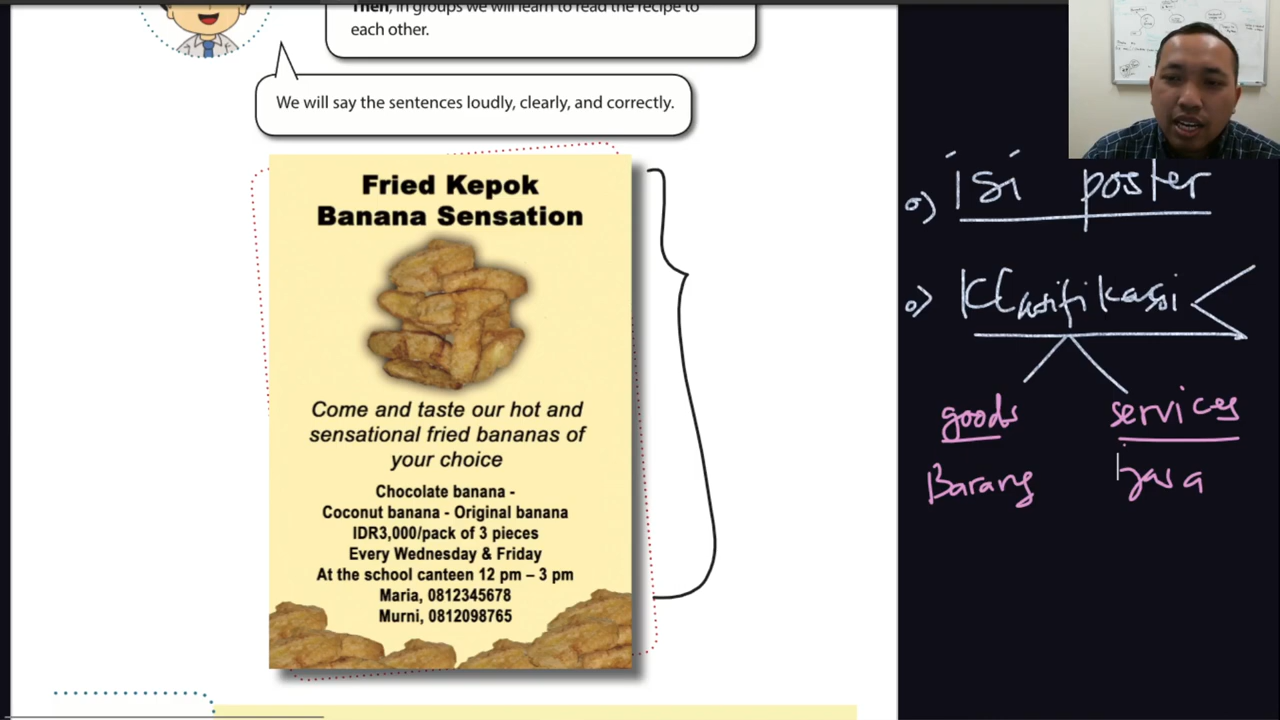 Then, in groups we will learn to read the recipe to
each other.
We will say the sentences loudly, clearly, and correctly.
Fried Kepok
Banana Sensation
Come and taste our hot and
sensational fried bananas of
your choice
Chocolate banana -
Coconut banana - Original banana
IDR3,000/pack of 3 pieces
Every Wednesday & Friday
At the school canteen 12 pm – 3 pm
Maria, 0812345678
Murni, 0812098765
isi poster
Klasifikasi
goods services
Barang jasa